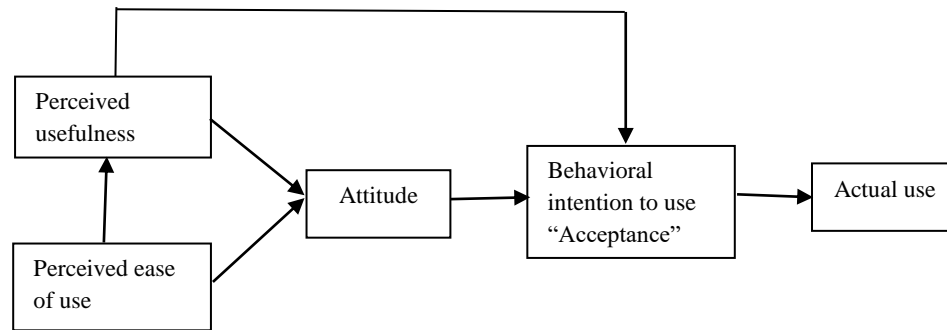 Perceived
usefulness
Attitude
Behavioral
intention to use
“Acceptance”
Actual use
Perceived ease
of use